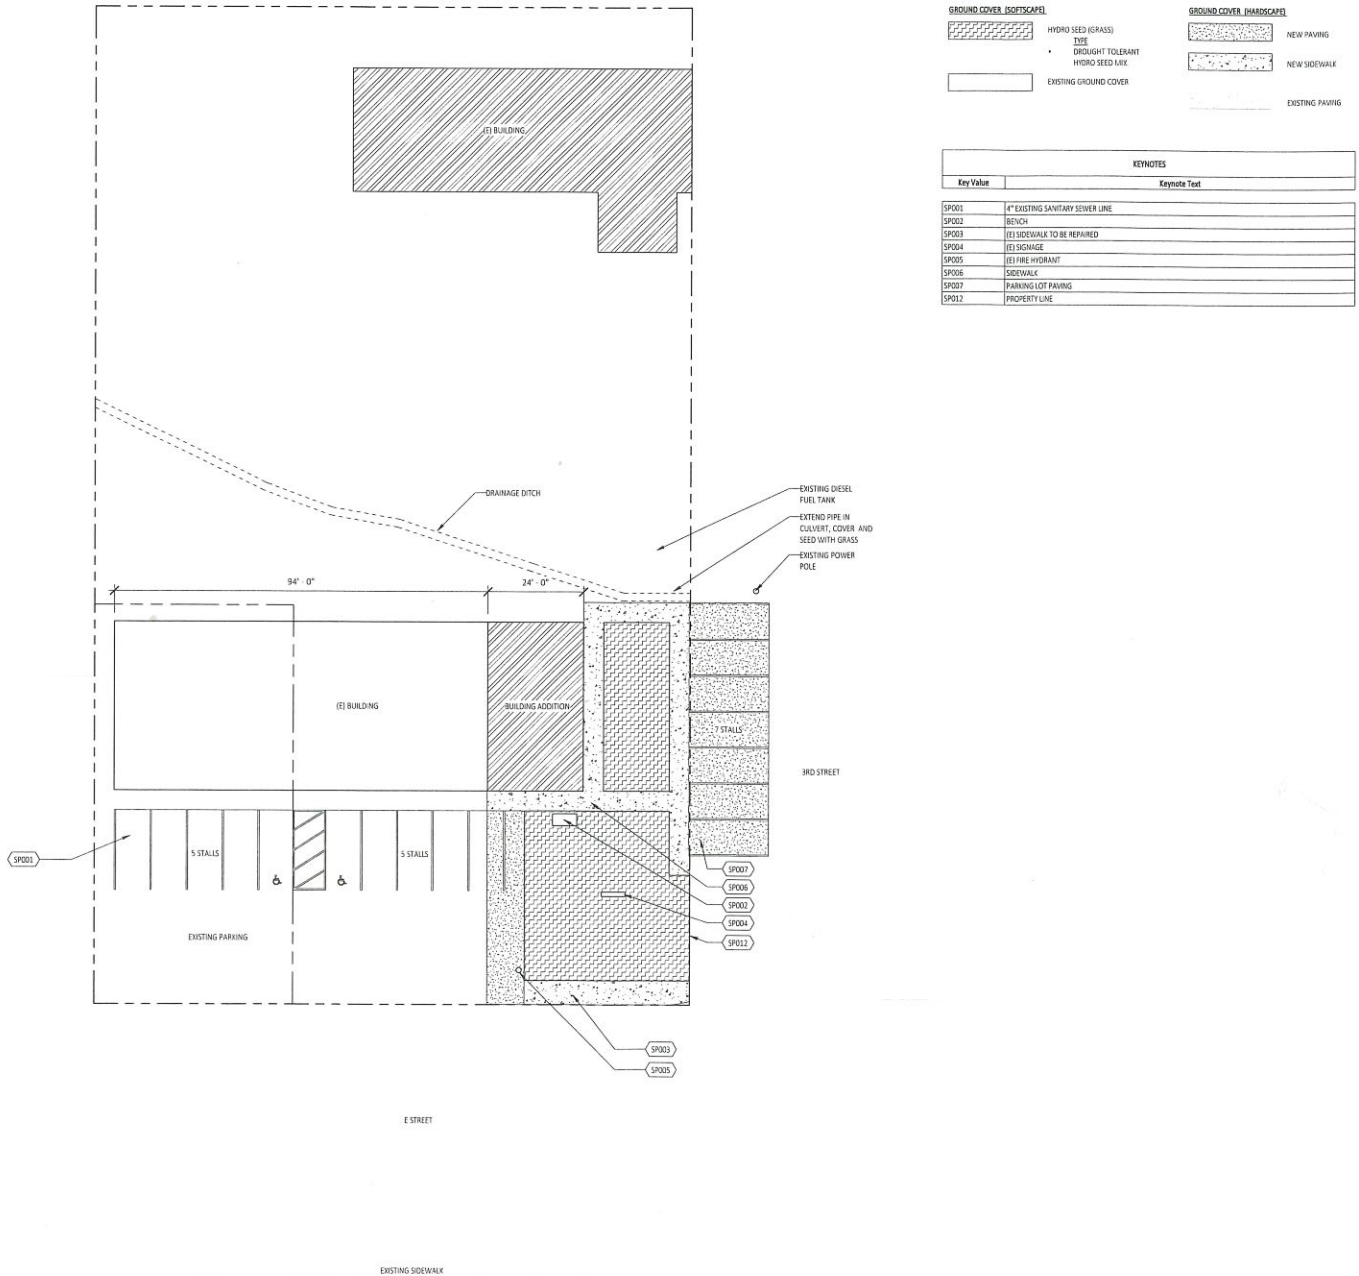 GROUND COVER (SOFTSCAPE)
HYDRO SEED (GRASS)
TYPE
• DROUGHT TOLERANT
HYDRO SEED MIX
EXISTING GROUND COVER
GROUND COVER (HARDSCAPE)
NEW PAVING
NEW SIDEWALK
EXISTING PAVING
KEYNOTES
Key Value Keynote Text
SP001 4" EXISTING SANITARY SEWER LINE
SP002 BENCH
SP003 (E) SIDEWALK TO BE REPAIRED
SP004 (E) SIGNAGE
SP005 (E) FIRE HYDRANT
SP006 SIDEWALK
SP007 PARKING LOT PAVING
SP012 PROPERTY LINE
(E) BUILDING
DRAINAGE DITCH
EXISTING DIESEL
FUEL TANK
EXTEND PIPE IN
CULVERT, COVER AND
SEED WITH GRASS
EXISTING POWER
POLE
94' - 0"
24' - 0"
(E) BUILDING
BUILDING ADDITION
7 STALLS
3RD STREET
SP001
5 STALLS
5 STALLS
SP007
SP006
SP002
SP004
SP012
EXISTING PARKING
SP003
SP005
E STREET
EXISTING SIDEWALK